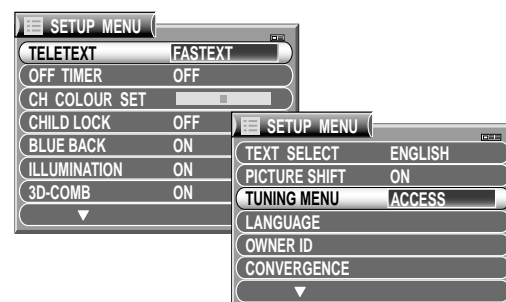 SETUP MENU
TELETEXT FASTEXT
OFF TIMER OFF
CH COLOUR SET
CHILD LOCK OFF
BLUE BACK ON
ILLUMINATION ON
3D-COMB ON
SETUP MENU
TEXT SELECT ENGLISH
PICTURE SHIFT ON
TUNING MENU ACCESS
LANGUAGE
OWNER ID
CONVERGENCE